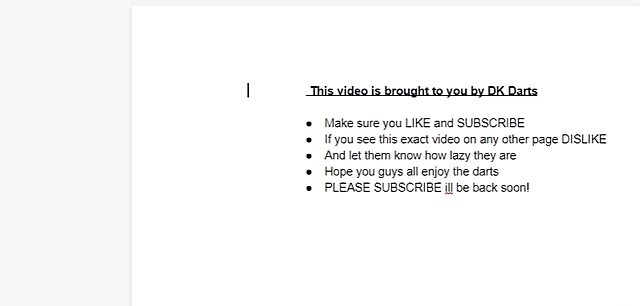 This video is brought to you by DK Darts
● Make sure you LIKE and SUBSCRIBE
● If you see this exact video on any other page DISLIKE
● And let them know how lazy they are
● Hope you guys all enjoy the darts
● PLEASE SUBSCRIBE ill be back soon!